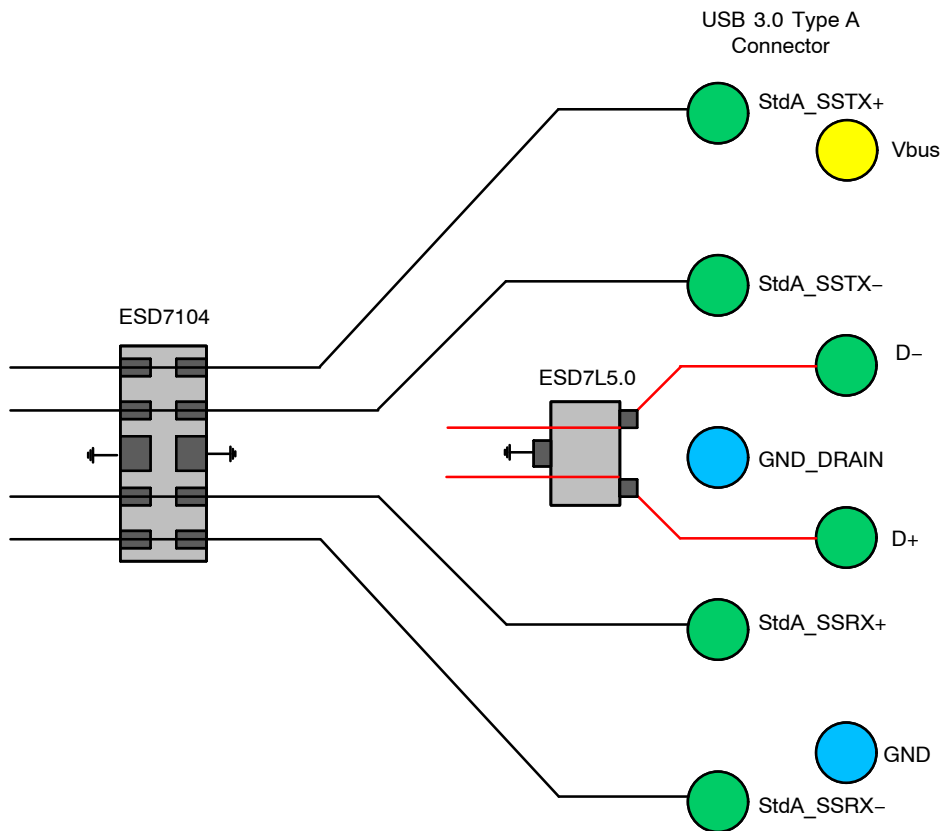 USB 3.0 Type A
Connector
StdA_SSTX+
Vbus
StdA_SSTX−
ESD7104
D−
ESD7L5.0
GND_DRAIN
D+
StdA_SSRX+
GND
StdA_SSRX−